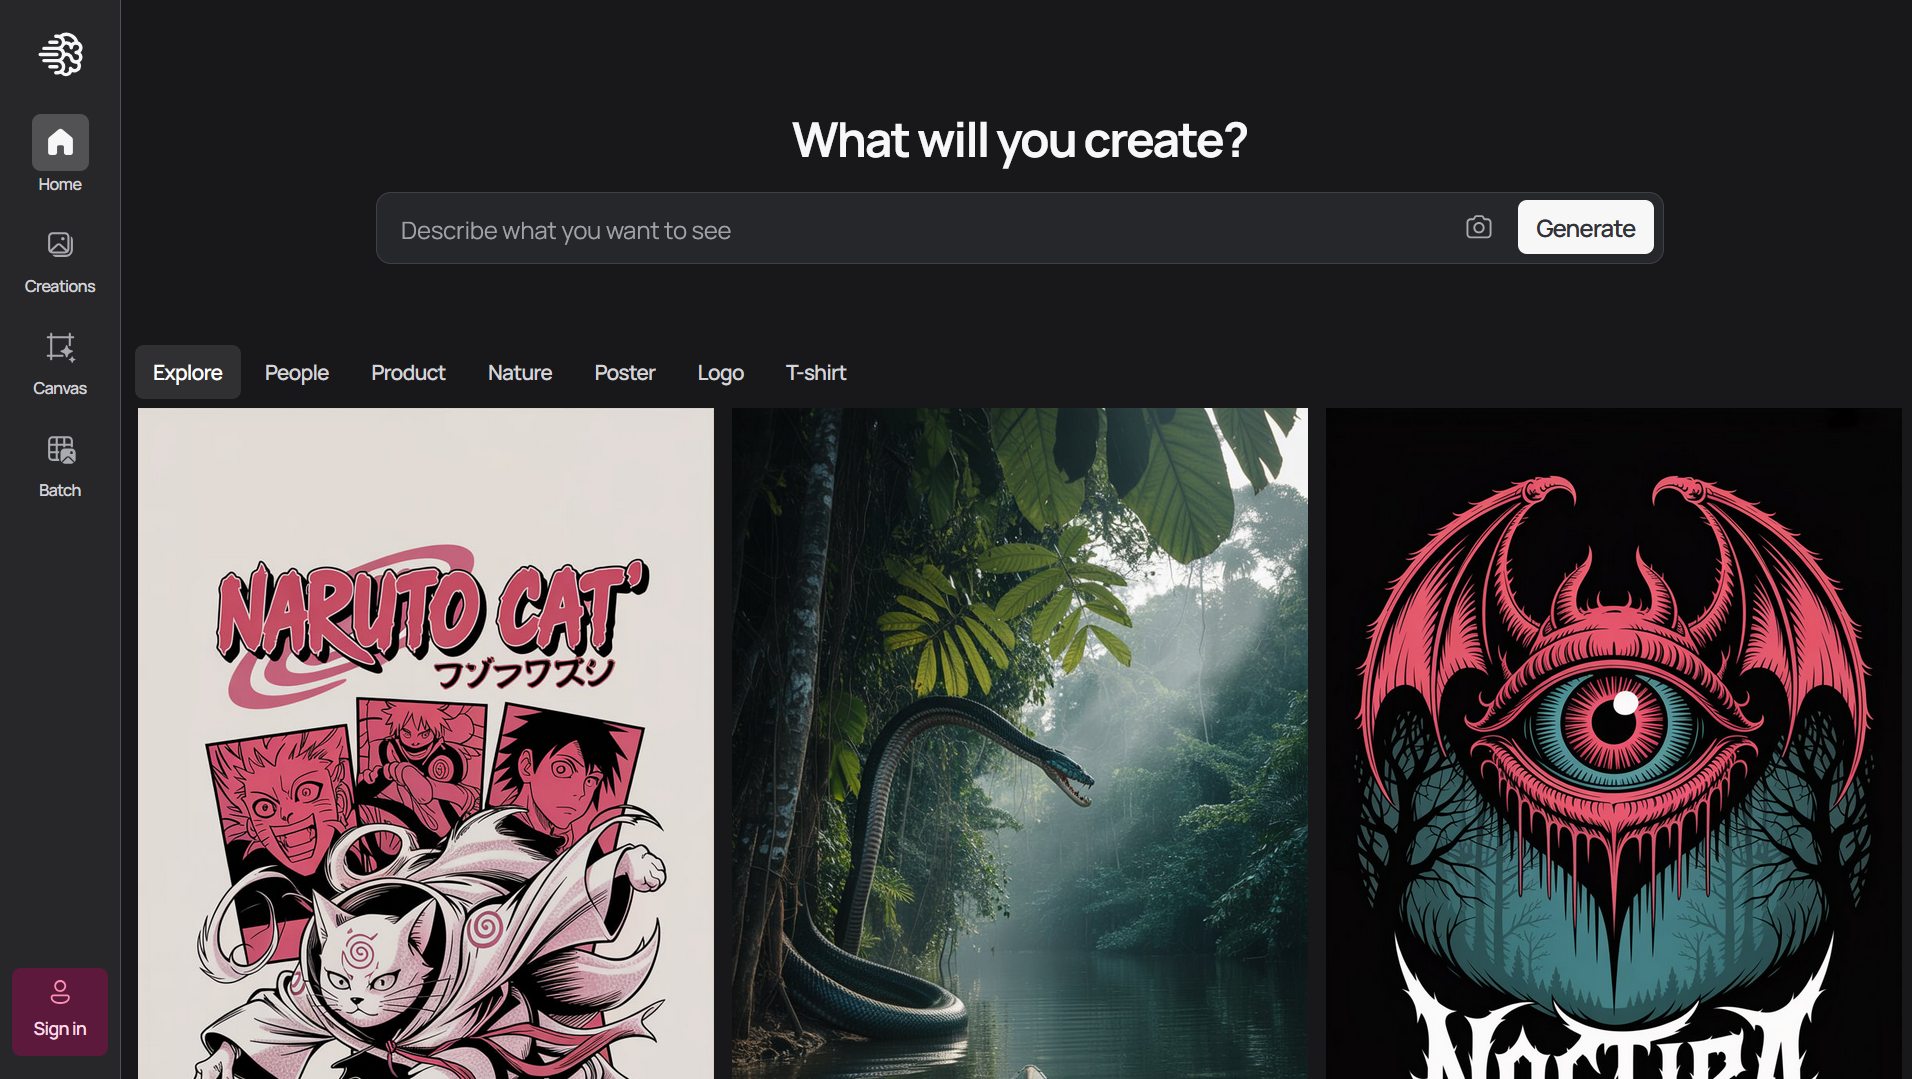 What will you create?
Describe what you want to see
Generate
Home
Creations
Canvas
Batch
Sign in
Explore
People
Product
Nature
Poster
Logo
T-shirt
NARUTO CAT'
フゾフワズシ